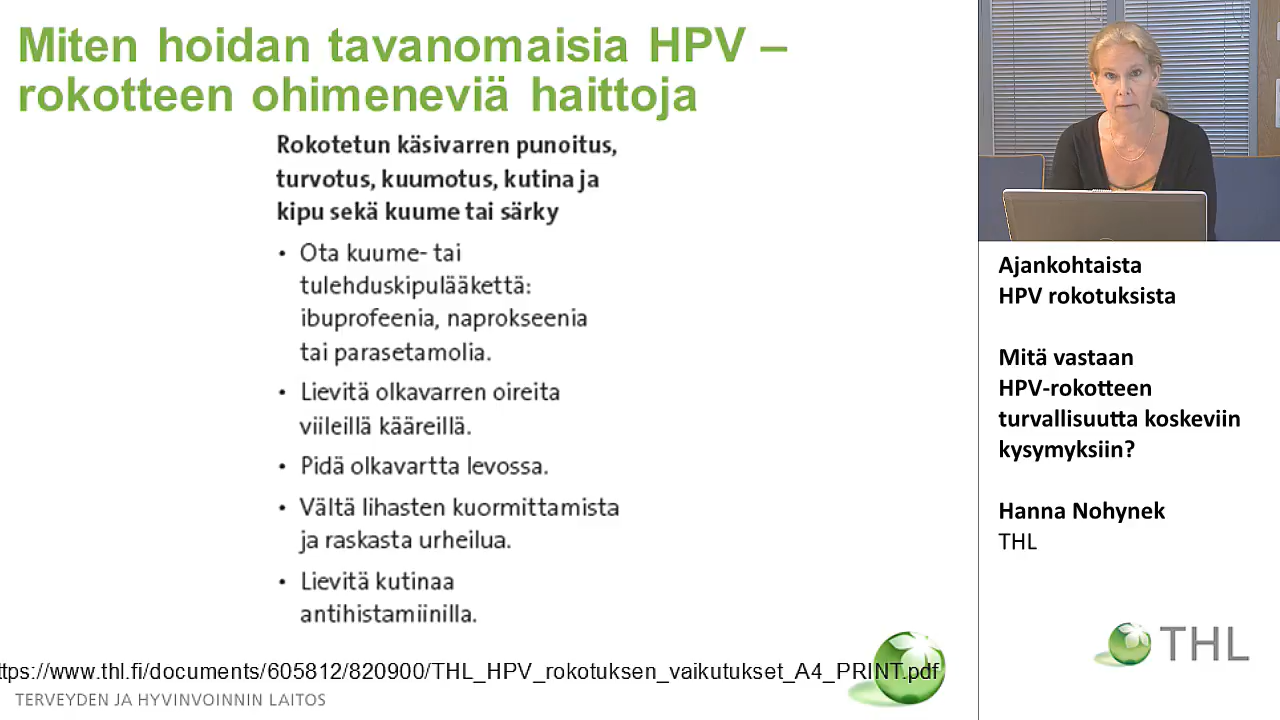 Miten hoidan tavanomaisia HPV –
rokotteen ohimeneviä haittoja
Rokotetun käsivarren punoitus,
turvotus, kuumotus, kutina ja
kipu sekä kuume tai särky
• Ota kuume- tai
tulehduskipulääkettä:
ibuprofeenia, naprokseenia
tai parasetamolia.
• Lievitä olkavarren oireita
viileillä kääreillä.
• Pidä olkavartta levossa.
• Vältä lihasten kuormittamista
ja raskasta urheilua.
• Lievitä kutinaa
antihistamiinilla.
ttps://www.thl.fi/documents/605812/820900/THL_HPV_rokotuksen_vaikutukset_A4_PRINT.pdf
TERVEYDEN JA HYVINVOINNIN LAITOS
Ajankohtaista
HPV rokotuksista
Mitä vastaan
HPV-rokotteen
turvallisuutta koskeviin
kysymyksiin?
Hanna Nohynek
THL
THL